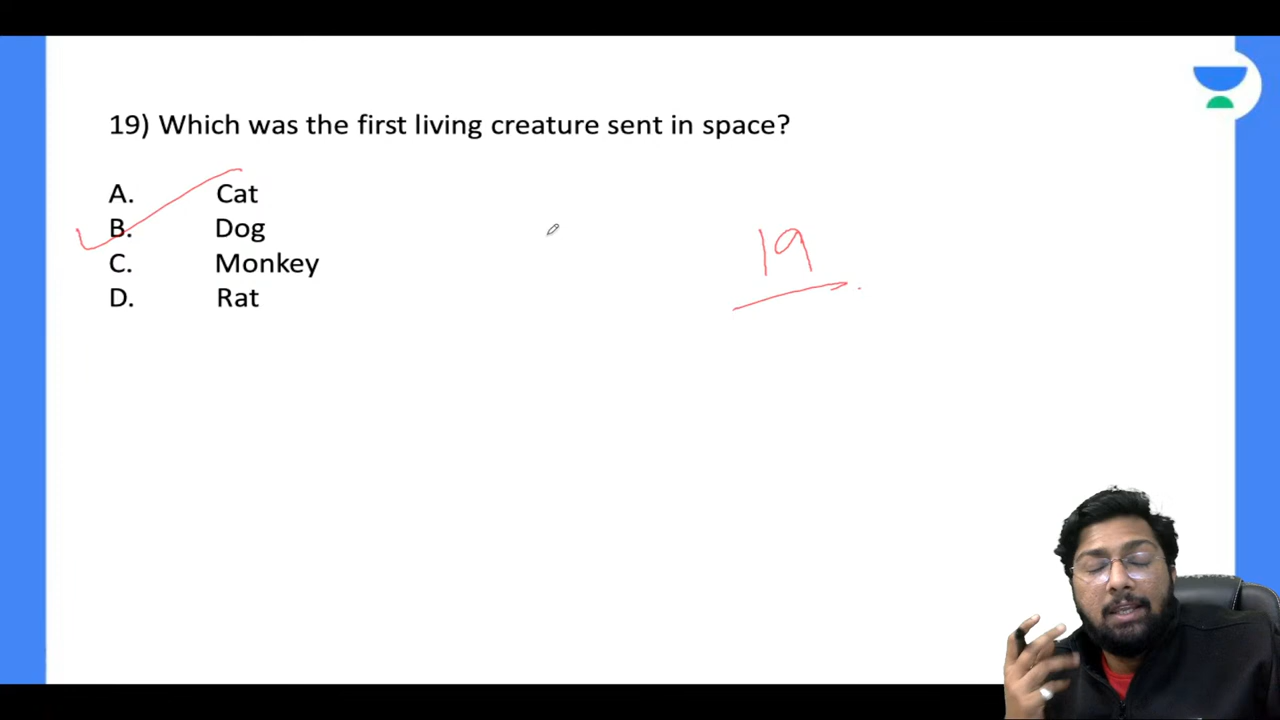 19) Which was the first living creature sent in space?
A. Cat
B. Dog
19
C. Monkey
D. Rat